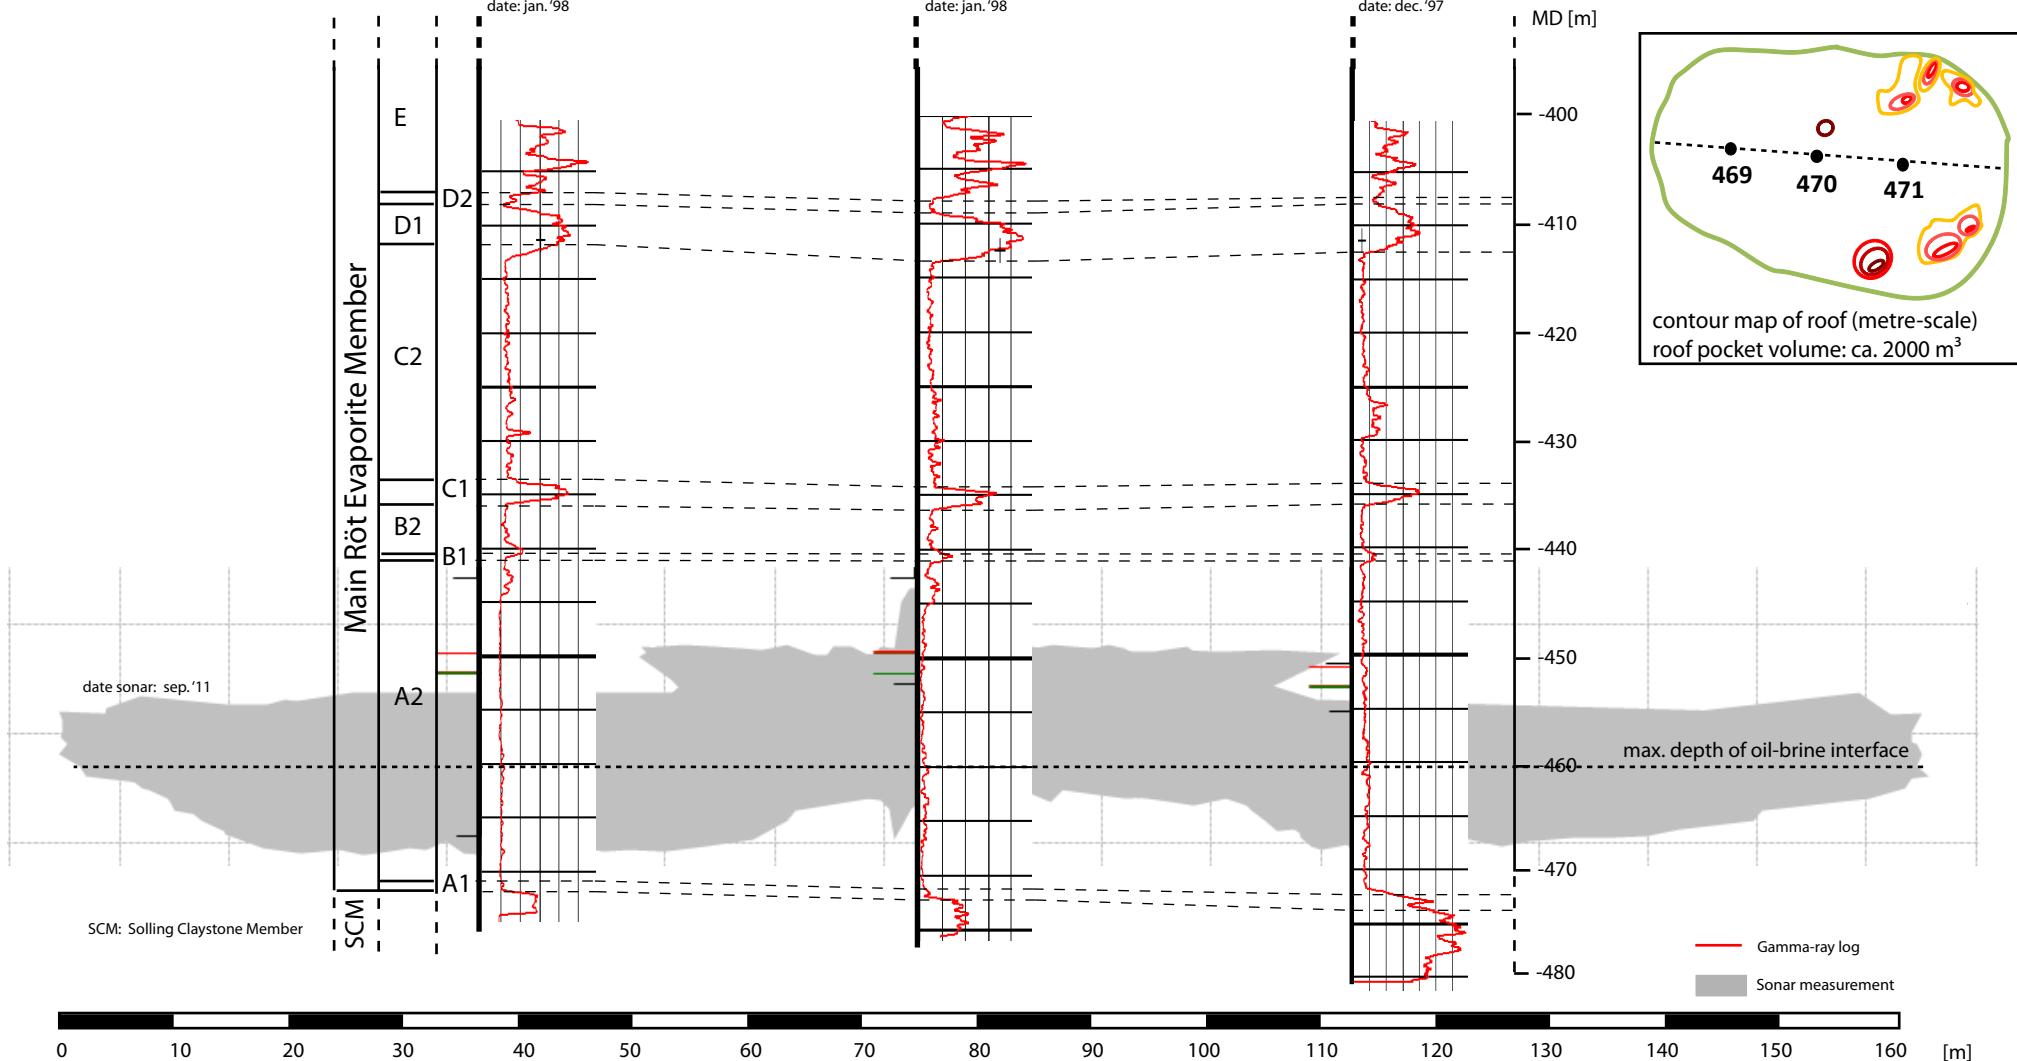 date: jan.'98
date: jan.'98
date: dec.'97
MD [m]
E
D2
D1
C2
C1
B2
B1
A2
A1
Main Röt Evaporite Member
SCM
-400
-410
-420
-430
-440
-450
-460
-470
-480
469
470
471
contour map of roof (metre-scale)
roof pocket volume: ca. 2000 m³
date sonar: sep.'11
max. depth of oil-brine interface
SCM: Solling Claystone Member
Gamma-ray log
Sonar measurement
0 10 20 30 40 50 60 70 80 90 100 110 120 130 140 150 160 [m]